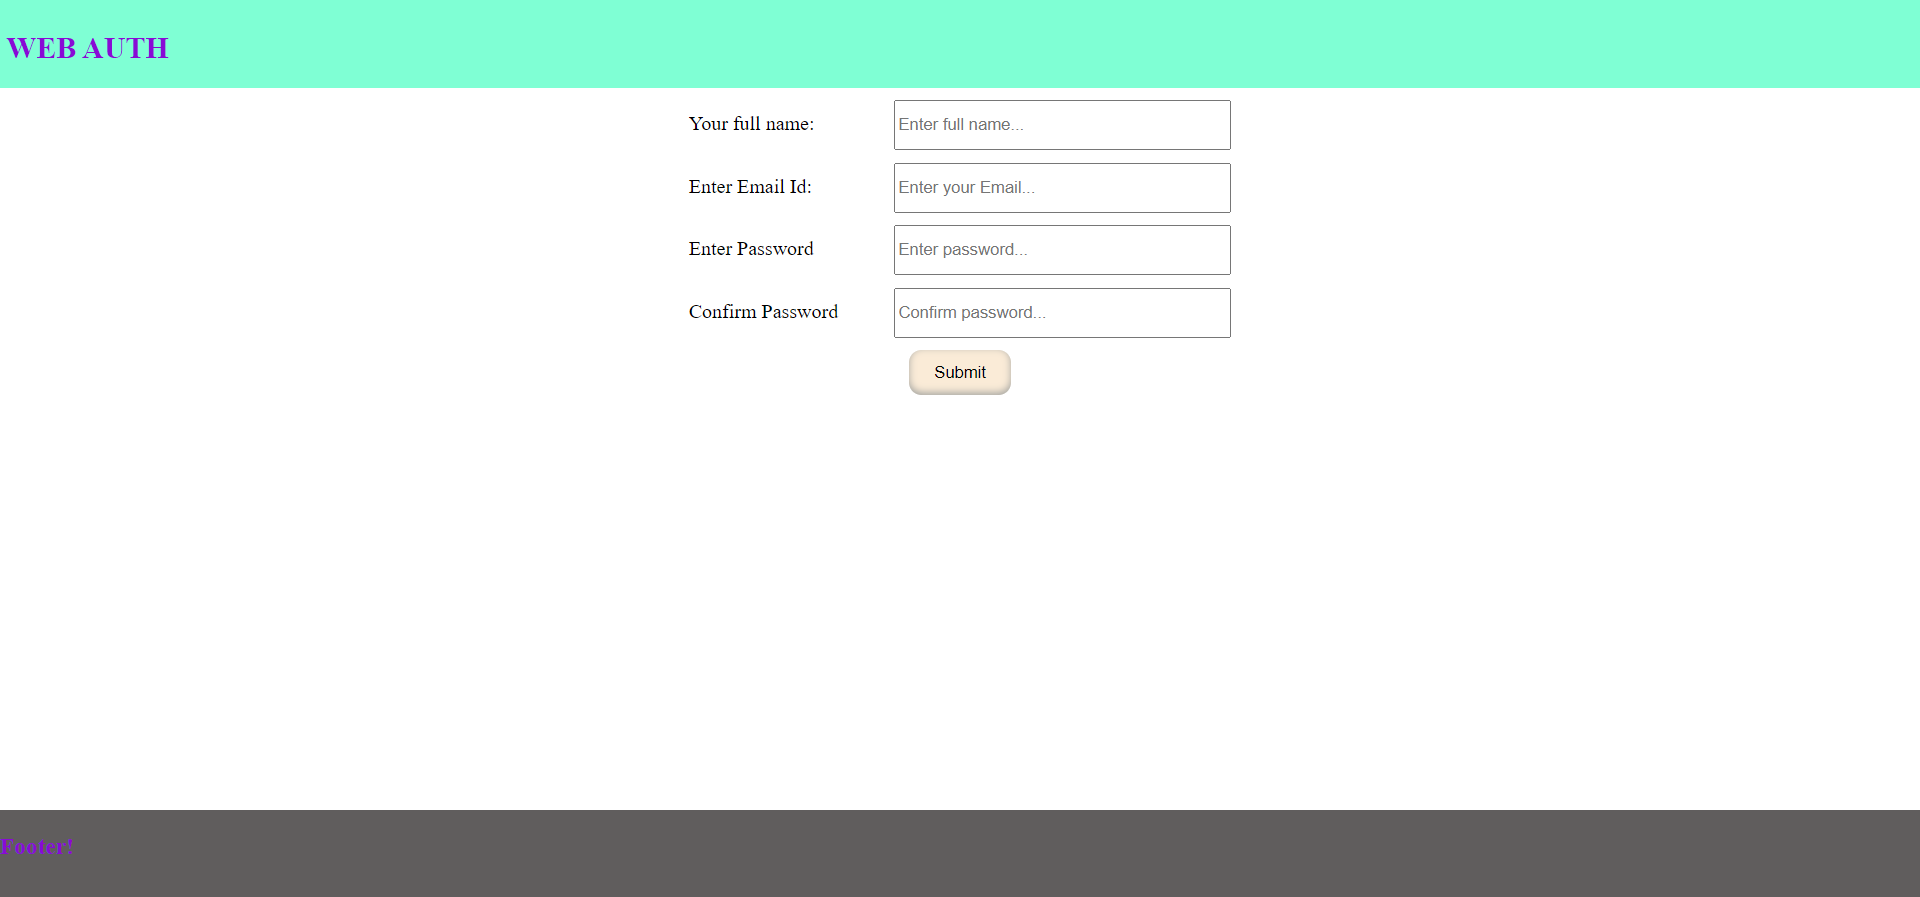 WEB AUTH
Your full name: Enter full name...
Enter Email Id: Enter your Email...
Enter Password Enter password...
Confirm Password Confirm password...
Submit
Footer!